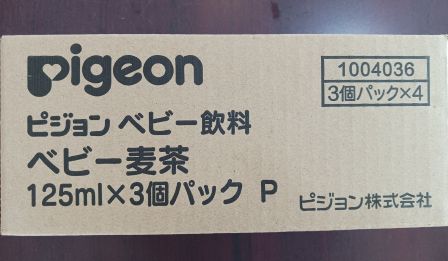 pigeon
1004036
3個パック×4
ピジョン ベビー飲料
ベビー麦茶
125ml×3個パック P
ピジョン株式会社